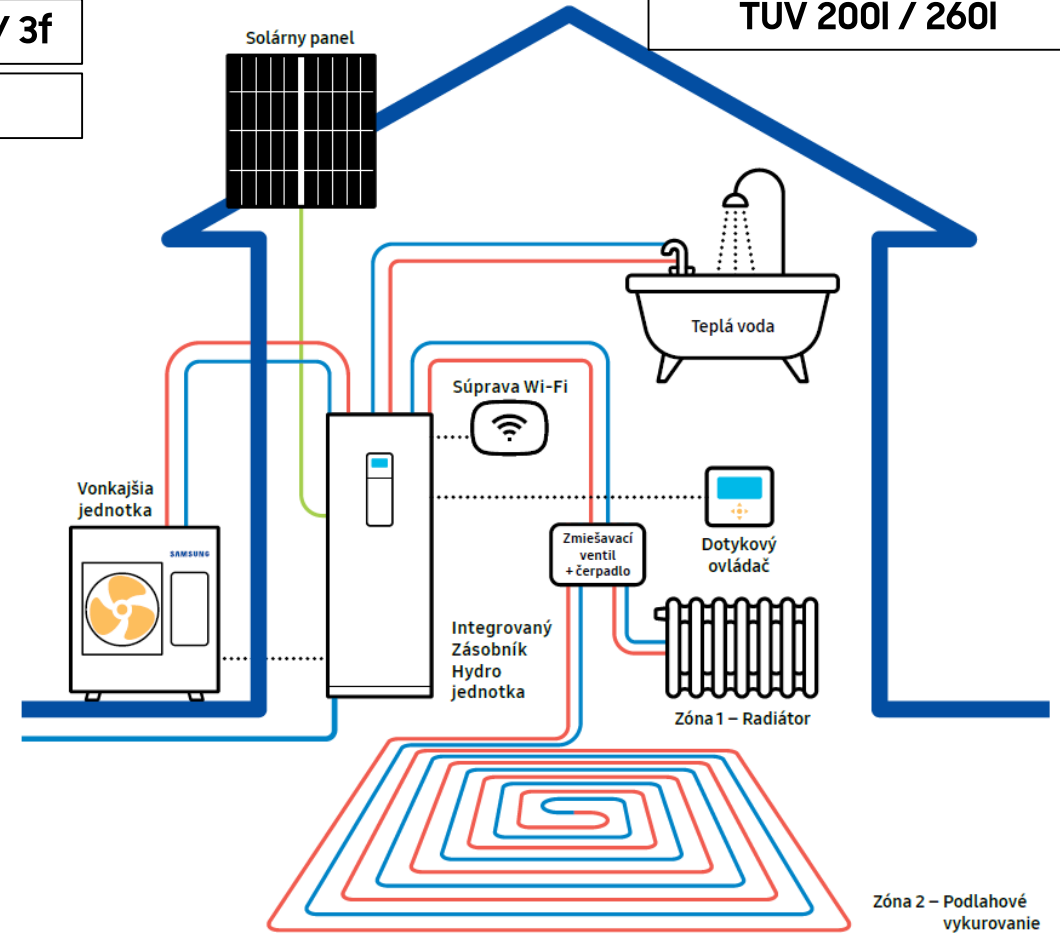 / 3f
TUV 200l / 260l
Solárny panel
Teplá voda
Súprava Wi-Fi
Vonkajšia
jednotka
SAMSUNG
Zmiešavací
ventil
+ čerpadlo
Dotykový
ovládač
Integrovaný
Zásobník
Hydro
jednotka
Zóna 1 – Radiátor
Zóna 2 – Podlahové
vykurovanie